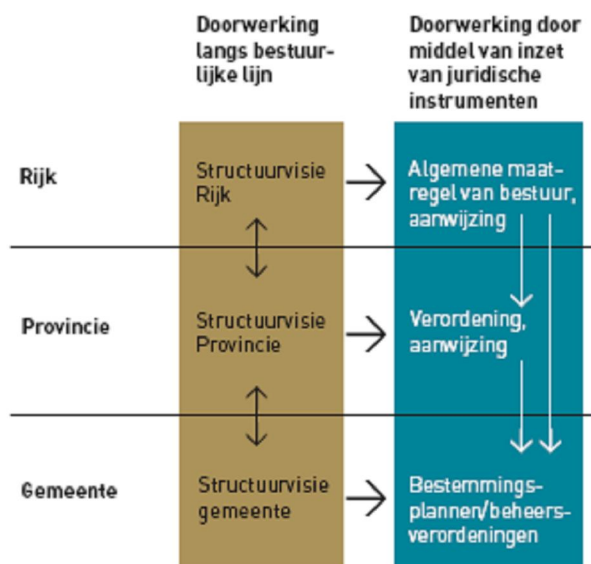 Doorwerking
langs bestuur-
lijke lijn
Doorwerking door
middel van inzet
van juridische
instrumenten
Rijk
Structuurvisie
Rijk
Algemene maat-
regel van bestuur,
aanwijzing
Provincie
Structuurvisie
Provincie
Verordening,
aanwijzing
Gemeente
Structuurvisie
gemeente
Bestemmings-
plannen/beheers-
verordeningen